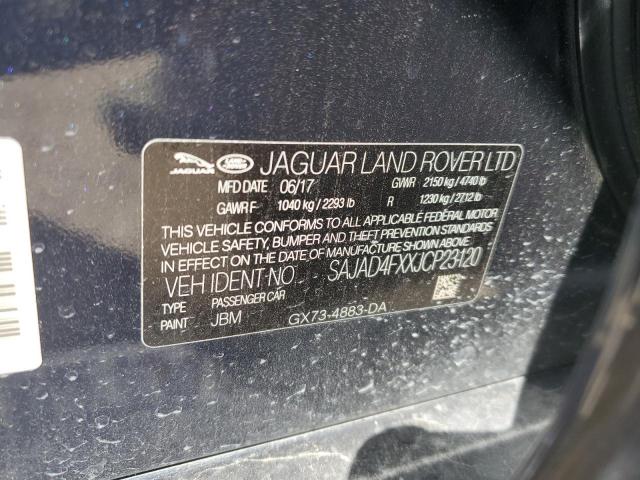 JAGUAR
LAND ROVER
JAGUAR LAND ROVER LTD
MFD DATE 06/17 GVWR 2150 kg / 4740 lb
GAWR F 1040 kg / 2293 lb R 1230 kg / 2712 lb
THIS VEHICLE CONFORMS TO ALL APPLICABLE FEDERAL MOTOR
VEHICLE SAFETY, BUMPER AND THEFT PREVENTION STANDARDS
IN EFFECT ON THE DATE OF MANUFACTURE SHOWN ABOVE.
VEH IDENT NO. SAJAD4FXXJCP23120
TYPE PASSENGER CAR
PAINT JBM GX73-4883-DA